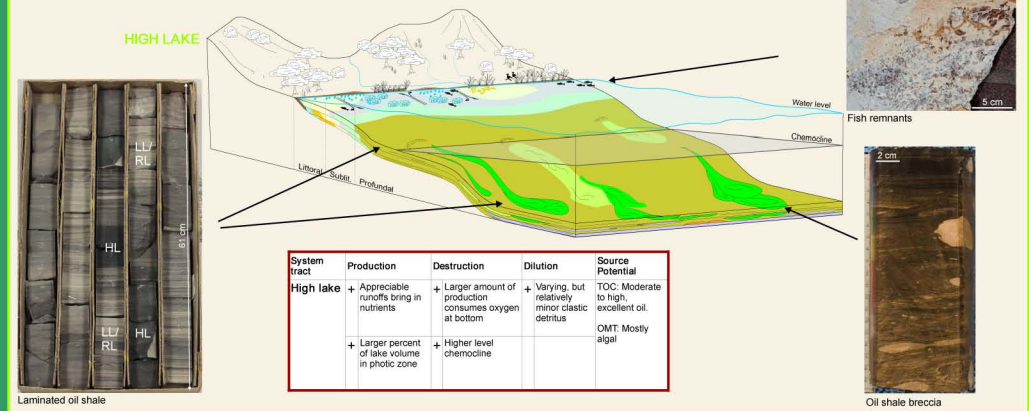 HIGH LAKE
5 cm
Fish remnants
Water level
Chemocline
LL/
RL
2 cm
Littoral
Sublit.
Profundal
61 cm
HL
LL/
RL
HL
System tract
Production
Destruction
Dilution
Source Potential
High lake
+ Appreciable
runoffs bring in
nutrients
+ Larger amount of
production
consumes oxygen
at bottom
+ Varying, but
relatively
minor clastic
detritus
TOC: Moderate
to high,
excellent oil.
OMT: Mostly
algal
+ Larger percent
of lake volume
in photic zone
+ Higher level
chemocline
Laminated oil shale
Oil shale breccia